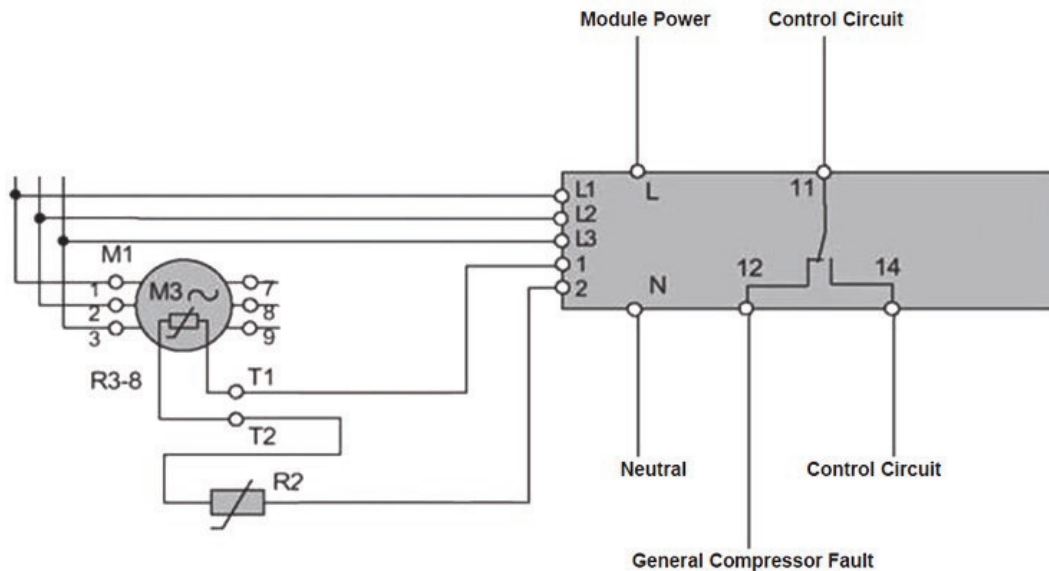 Module Power
Control Circuit
L1
L
11
L2
L3
M1
1
12
14
1
M3
7
2
N
2
8
3
9
R3-8
T1
T2
Neutral
Control Circuit
R2
General Compressor Fault